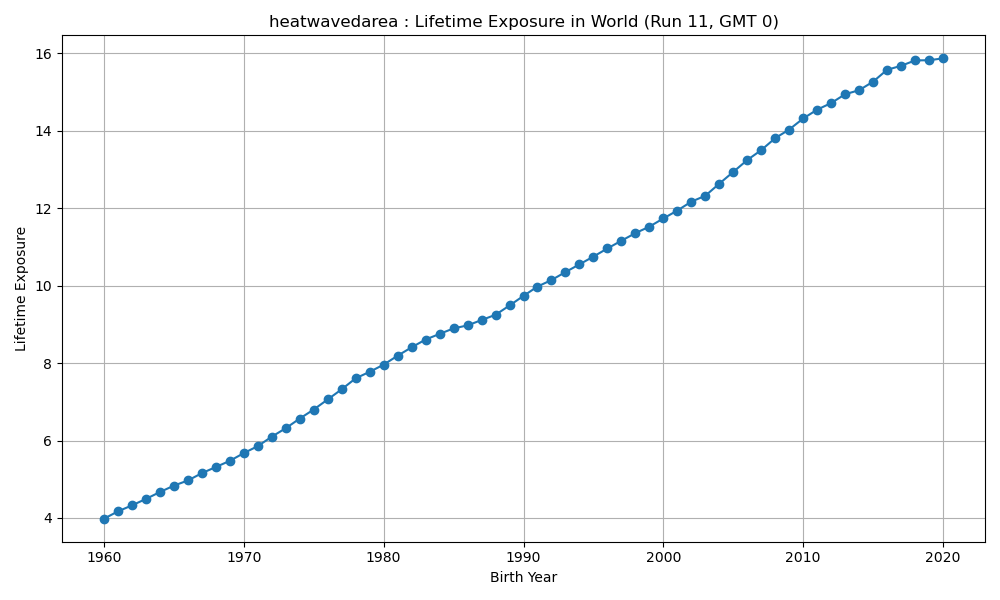 heatwavedarea : Lifetime Exposure in World (Run 11, GMT 0)
16
14
12
10
8
6
4
Lifetime Exposure
1960 1970 1980 1990 2000 2010 2020
Birth Year